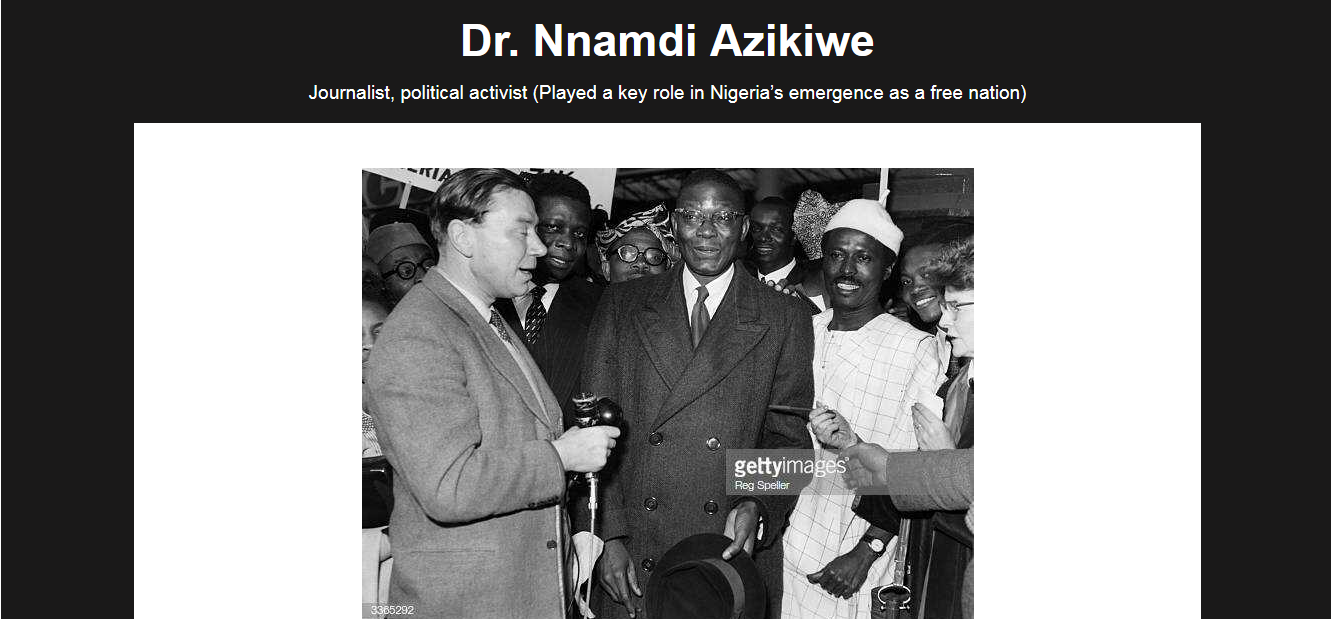 Dr. Nnamdi Azikiwe
Journalist, political activist (Played a key role in Nigeria’s emergence as a free nation)
gettyimages®
Reg Speller
3365292